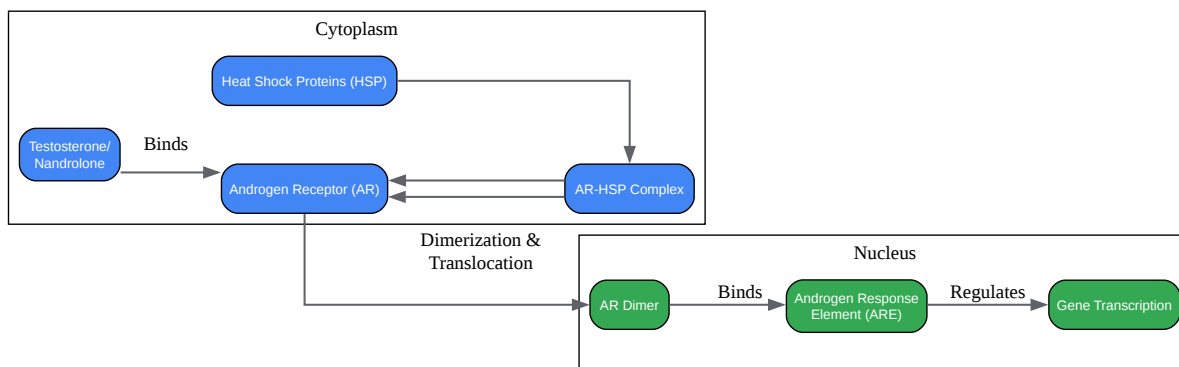 Cytoplasm
Heat Shock Proteins (HSP)
Testosterone/
Nandrolone
Binds
Androgen Receptor (AR)
AR-HSP Complex
Dimerization &
Translocation
Nucleus
AR Dimer
Binds
Androgen Response
Element (ARE)
Regulates
Gene Transcription